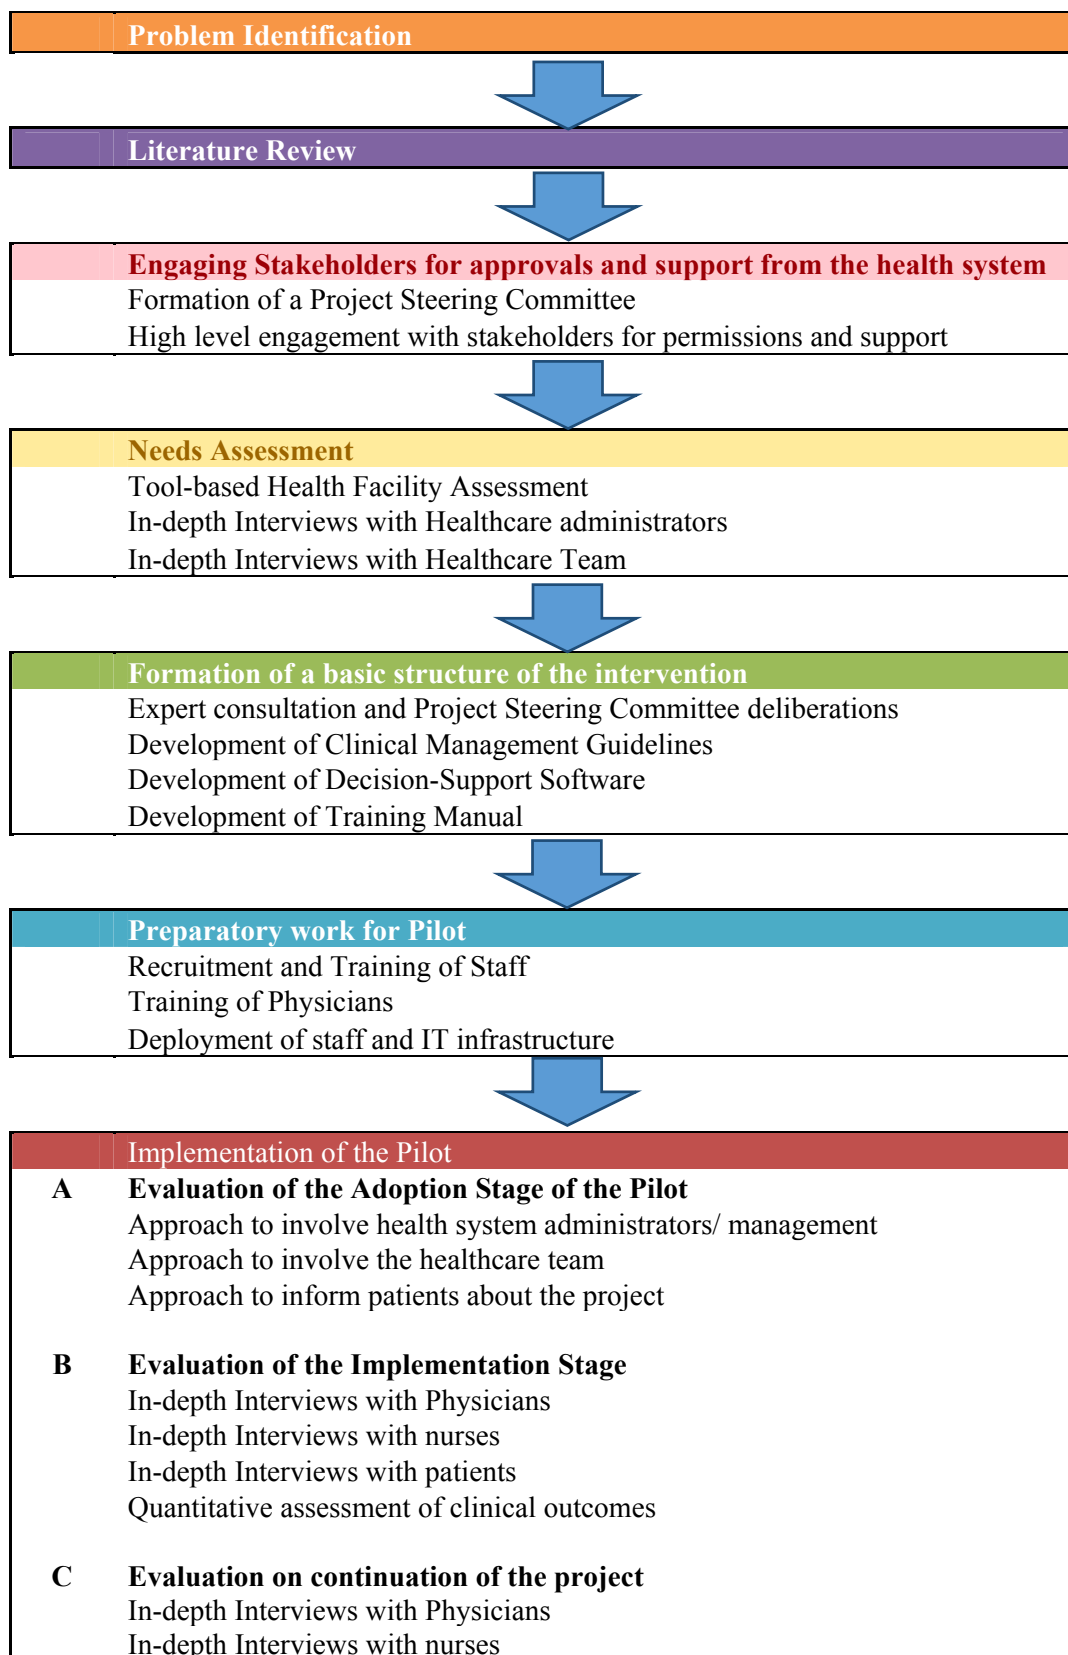 Problem Identification
Literature Review
Engaging Stakeholders for approvals and support from the health system
Formation of a Project Steering Committee
High level engagement with stakeholders for permissions and support
Needs Assessment
Tool-based Health Facility Assessment
In-depth Interviews with Healthcare administrators
In-depth Interviews with Healthcare Team
Formation of a basic structure of the intervention
Expert consultation and Project Steering Committee deliberations
Development of Clinical Management Guidelines
Development of Decision-Support Software
Development of Training Manual
Preparatory work for Pilot
Recruitment and Training of Staff
Training of Physicians
Deployment of staff and IT infrastructure
Implementation of the Pilot
A Evaluation of the Adoption Stage of the Pilot
Approach to involve health system administrators/ management
Approach to involve the healthcare team
Approach to inform patients about the project
B Evaluation of the Implementation Stage
In-depth Interviews with Physicians
In-depth Interviews with nurses
In-depth Interviews with patients
Quantitative assessment of clinical outcomes
C Evaluation on continuation of the project
In-depth Interviews with Physicians
In-depth Interviews with nurses